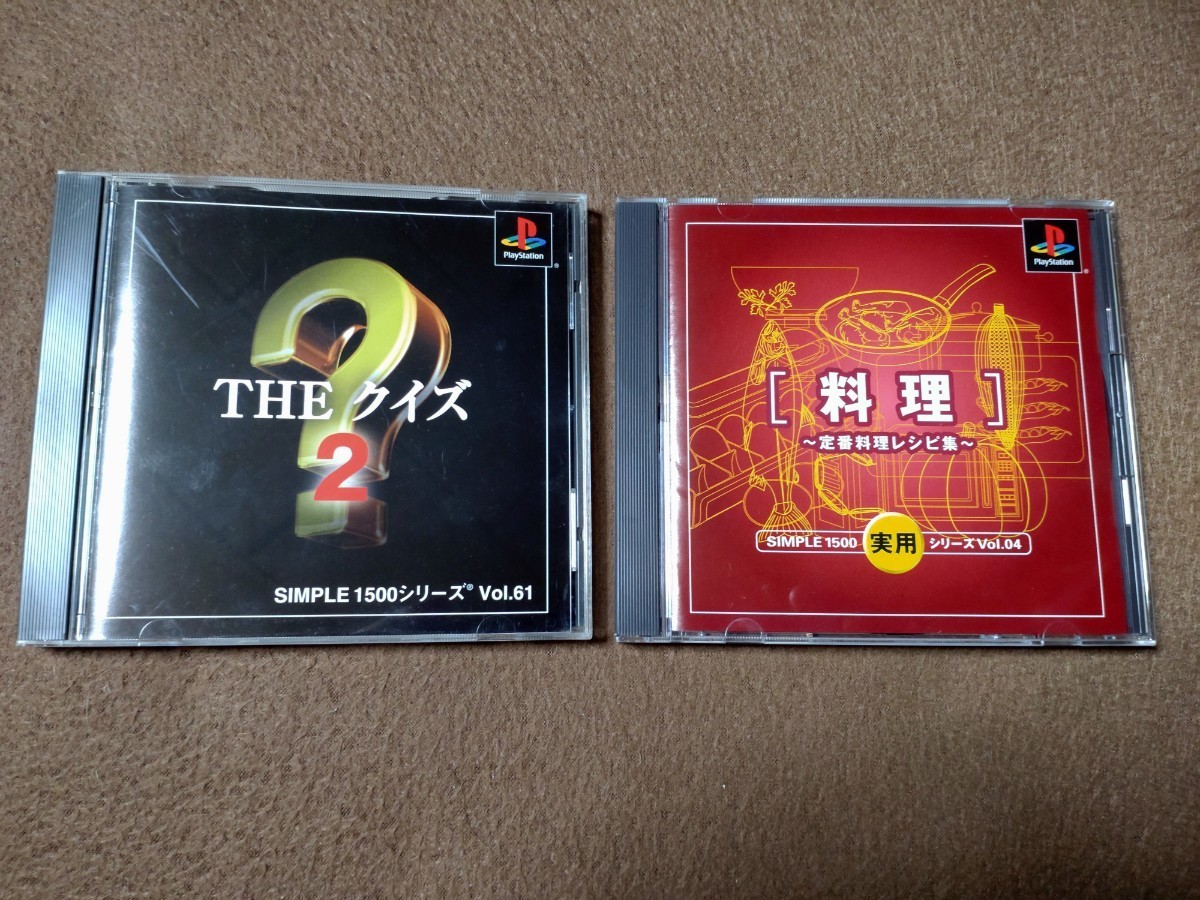 PlayStation
®
THE クイズ
2
SIMPLE 1500シリーズ® Vol.61
PlayStation
®
[ 料理 ]
～定番料理レシピ集～
SIMPLE 1500 実用 シリーズ Vol.04